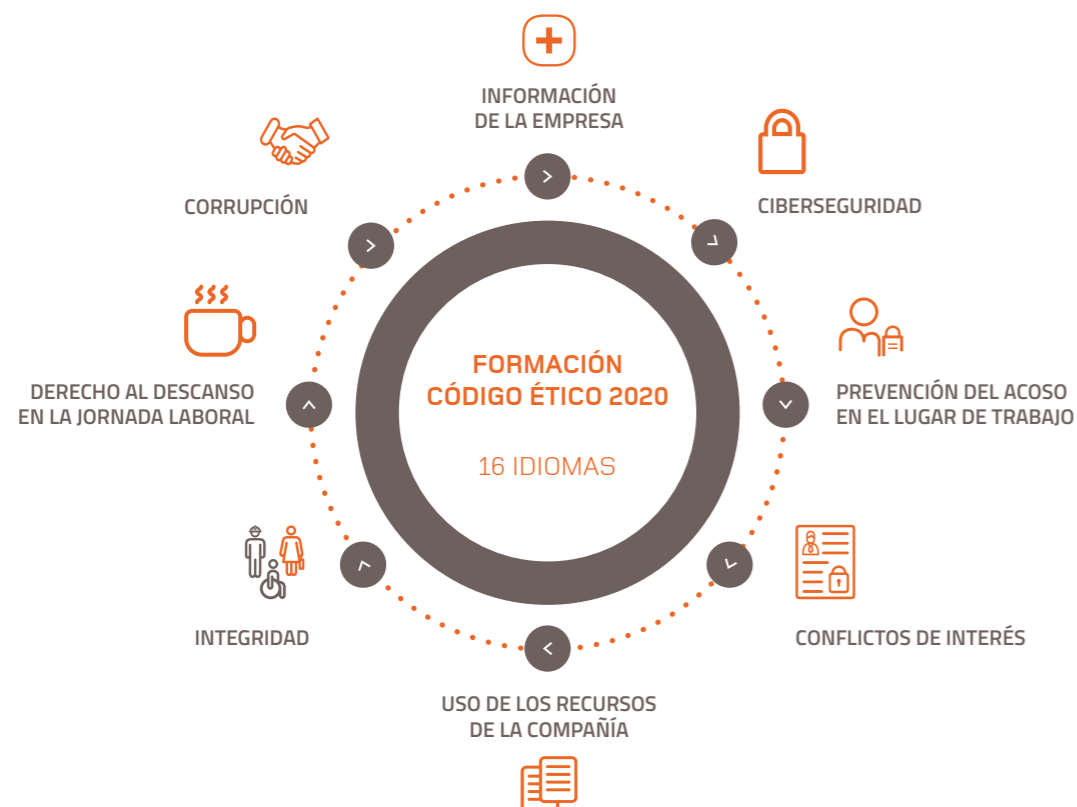 INFORMACIÓN
DE LA EMPRESA
CIBERSEGURIDAD
PREVENCIÓN DEL ACOSO
EN EL LUGAR DE TRABAJO
CONFLICTOS DE INTERÉS
USO DE LOS RECURSOS
DE LA COMPAÑÍA
INTEGRIDAD
DERECHO AL DESCANSO
EN LA JORNADA LABORAL
CORRUPCIÓN
FORMACIÓN
CÓDIGO ÉTICO 2020
16 IDIOMAS